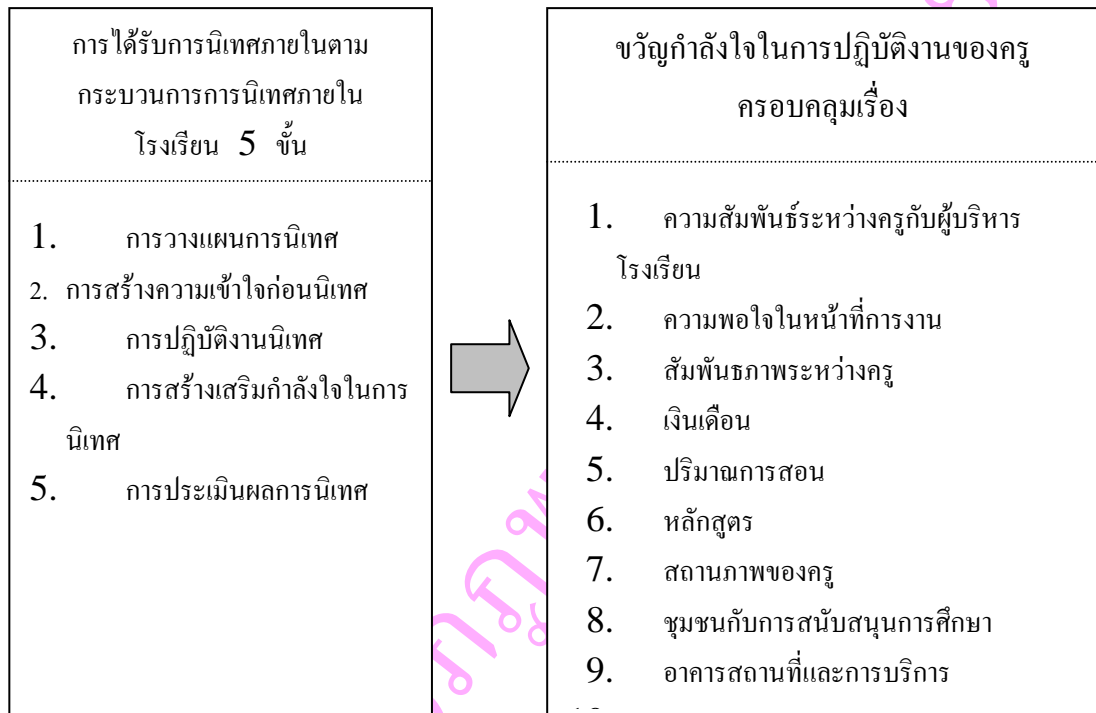 การได้รับการนิเทศภายในตาม
กระบวนการการนิเทศภายใน
โรงเรียน 5 ขั้น
1. การวางแผนการนิเทศ
2. การสร้างความเข้าใจก่อนนิเทศ
3. การปฏิบัติงานนิเทศ
4. การสร้างเสริมกำลังใจในการ
นิเทศ
5. การประเมินผลการนิเทศ
ขวัญกำลังใจในการปฏิบัติงานของครู
ครอบคลุมเรื่อง
1. ความสัมพันธ์ระหว่างครูกับผู้บริหาร
โรงเรียน
2. ความพอใจในหน้าที่การงาน
3. สัมพันธภาพระหว่างครู
4. เงินเดือน
5. ปริมาณการสอน
6. หลักสูตร
7. สถานภาพของครู
8. ชุมชนกับการสนับสนุนการศึกษา
9. อาคารสถานที่และการบริการ